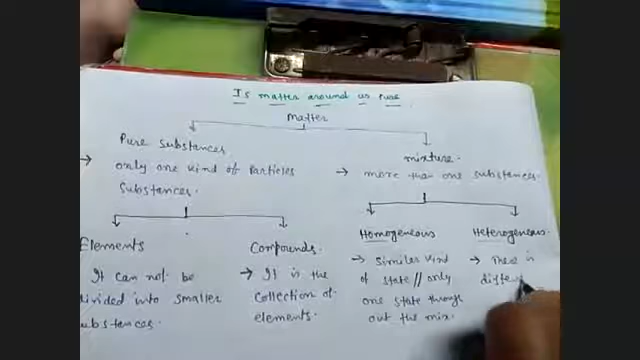 Is matter around us Pure
matter
Pure Substances
only one kind of Particles
Substances.
mixture.
more than one substances.
Elements
It can not be
divided into smaller
substances.
Compounds.
It is the
collection of
elements.
Homogeneous
Similar kind
of state // only
one state through
out the mix.
Heterogenous.
There is
differen